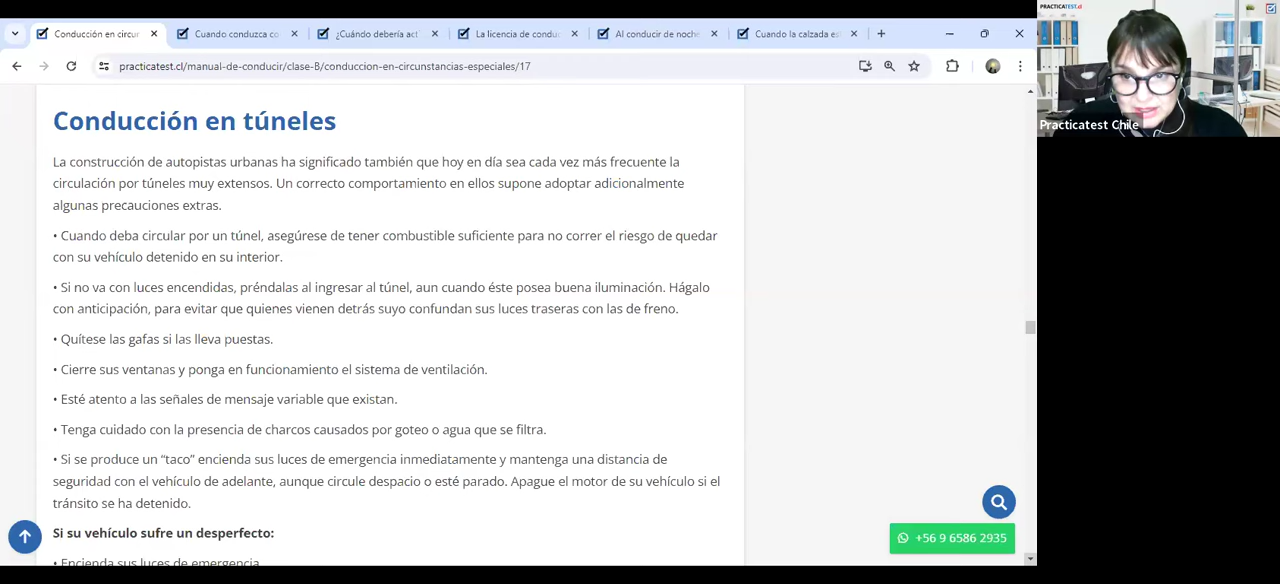 Conducción en circur
Cuando conduzca co
¿Cuándo debería act
La licencia de conduc
Al conducir de noche
Cuando la calzada es
practicatest.cl/manual-de-conducir/clase-B/conduccion-en-circunstancias-especiales/17
PRACTICATEST.cl
Practicatest Chile
Conducción en túneles
La construcción de autopistas urbanas ha significado también que hoy en día sea cada vez más frecuente la
circulación por túneles muy extensos. Un correcto comportamiento en ellos supone adoptar adicionalmente
algunas precauciones extras.
• Cuando deba circular por un túnel, asegúrese de tener combustible suficiente para no correr el riesgo de quedar
con su vehículo detenido en su interior.
• Si no va con luces encendidas, préndalas al ingresar al túnel, aun cuando éste posea buena iluminación. Hágalo
con anticipación, para evitar que quienes vienen detrás suyo confundan sus luces traseras con las de freno.
• Quítese las gafas si las lleva puestas.
• Cierre sus ventanas y ponga en funcionamiento el sistema de ventilación.
• Esté atento a las señales de mensaje variable que existan.
• Tenga cuidado con la presencia de charcos causados por goteo o agua que se filtra.
• Si se produce un “taco” encienda sus luces de emergencia inmediatamente y mantenga una distancia de
seguridad con el vehículo de adelante, aunque circule despacio o esté parado. Apague el motor de su vehículo si el
tránsito se ha detenido.
Si su vehículo sufre un desperfecto:
• Encienda sus luces de emergencia
+56 9 6586 2935